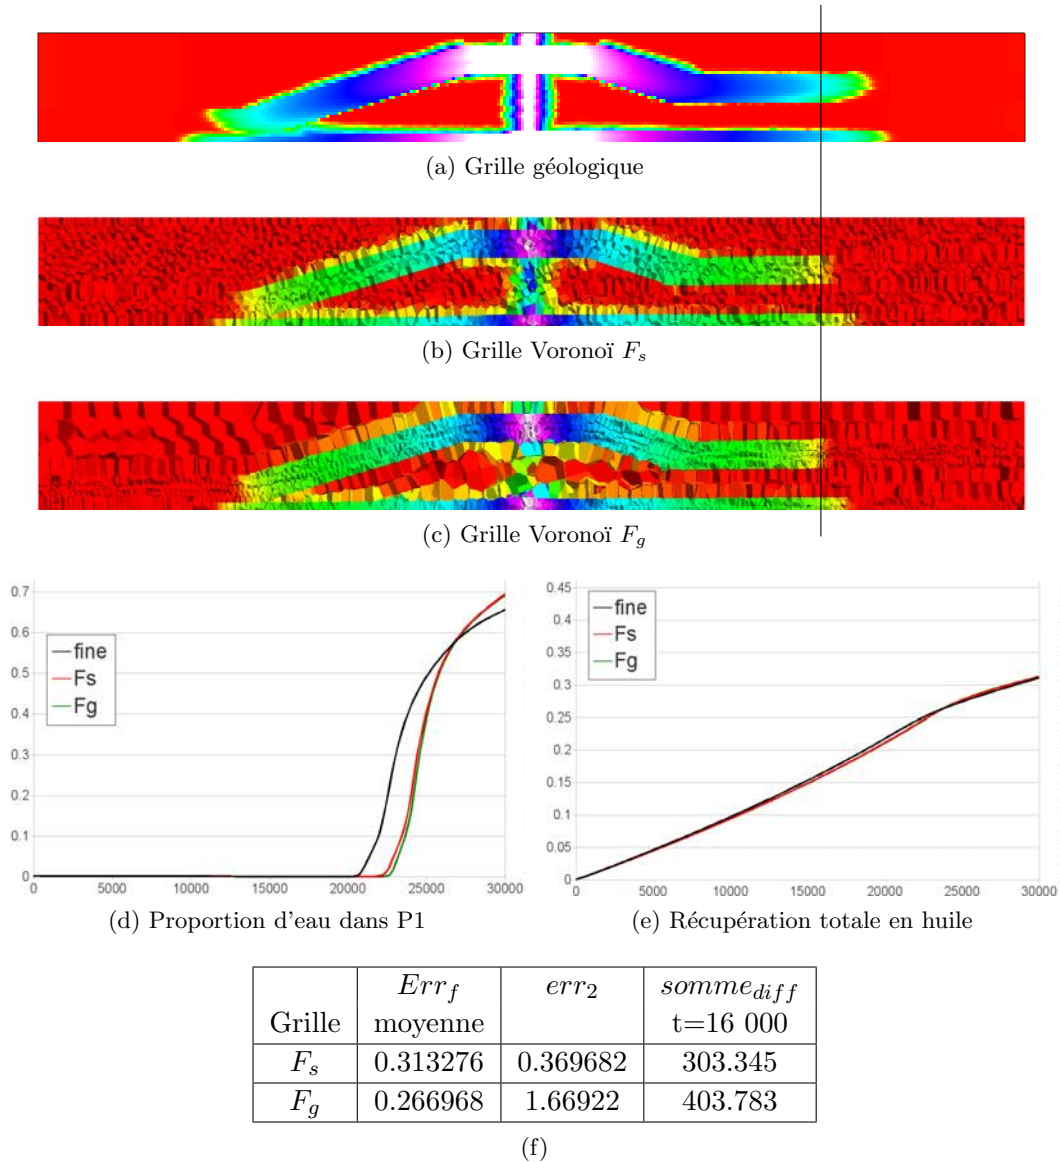 (a) Grille géologique
(b) Grille Voronoï F_s
(c) Grille Voronoï F_g
0.7
0.6
0.5
0.4
0.3
0.2
0.1
0
fine
Fs
Fg
0 5000 10000 15000 20000 25000 30000
(d) Proportion d'eau dans P1
0.45
0.4
0.35
0.3
0.25
0.2
0.15
0.1
0.05
0
fine
Fs
Fg
0 5000 10000 15000 20000 25000 30000
(e) Récupération totale en huile
Err_f err_2 somme_diff
Grille moyenne t=16 000
F_s 0.313276 0.369682 303.345
F_g 0.266968 1.66922 403.783
(f)